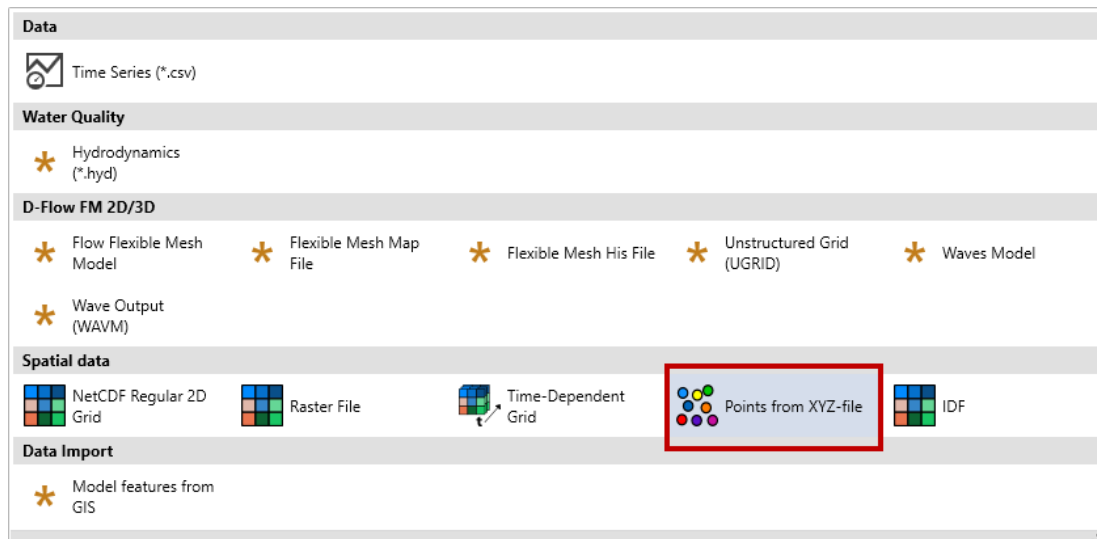 Data
Time Series (*.csv)
Water Quality
Hydrodynamics
(*.hyd)
D-Flow FM 2D/3D
Flow Flexible Mesh
Model
Flexible Mesh Map
File
Flexible Mesh His File
Unstructured Grid
(UGRID)
Waves Model
Wave Output
(WAVM)
Spatial data
NetCDF Regular 2D
Grid
Raster File
t
Time-Dependent
Grid
Points from XYZ-file
IDF
Data Import
Model features from
GIS